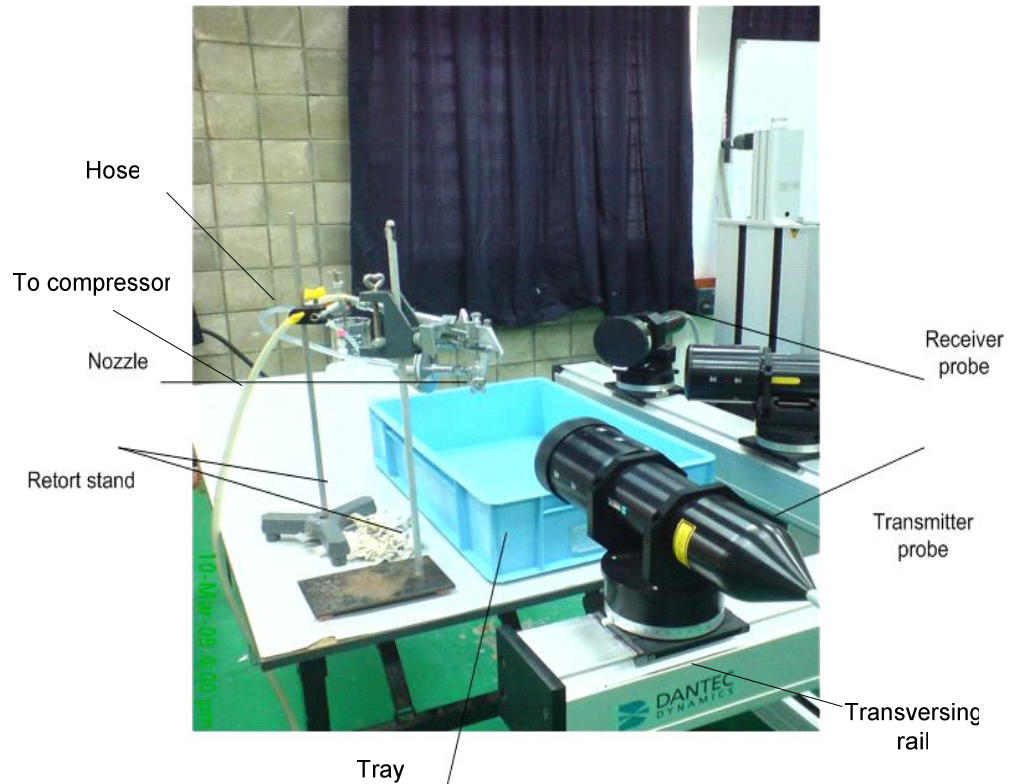 Hose
To compressor
Nozzle
Retort stand
Receiver
probe
Transmitter
probe
10-Mar-09 4:00 pm
DANTEC
DYNAMICS
Transversing
rail
Tray